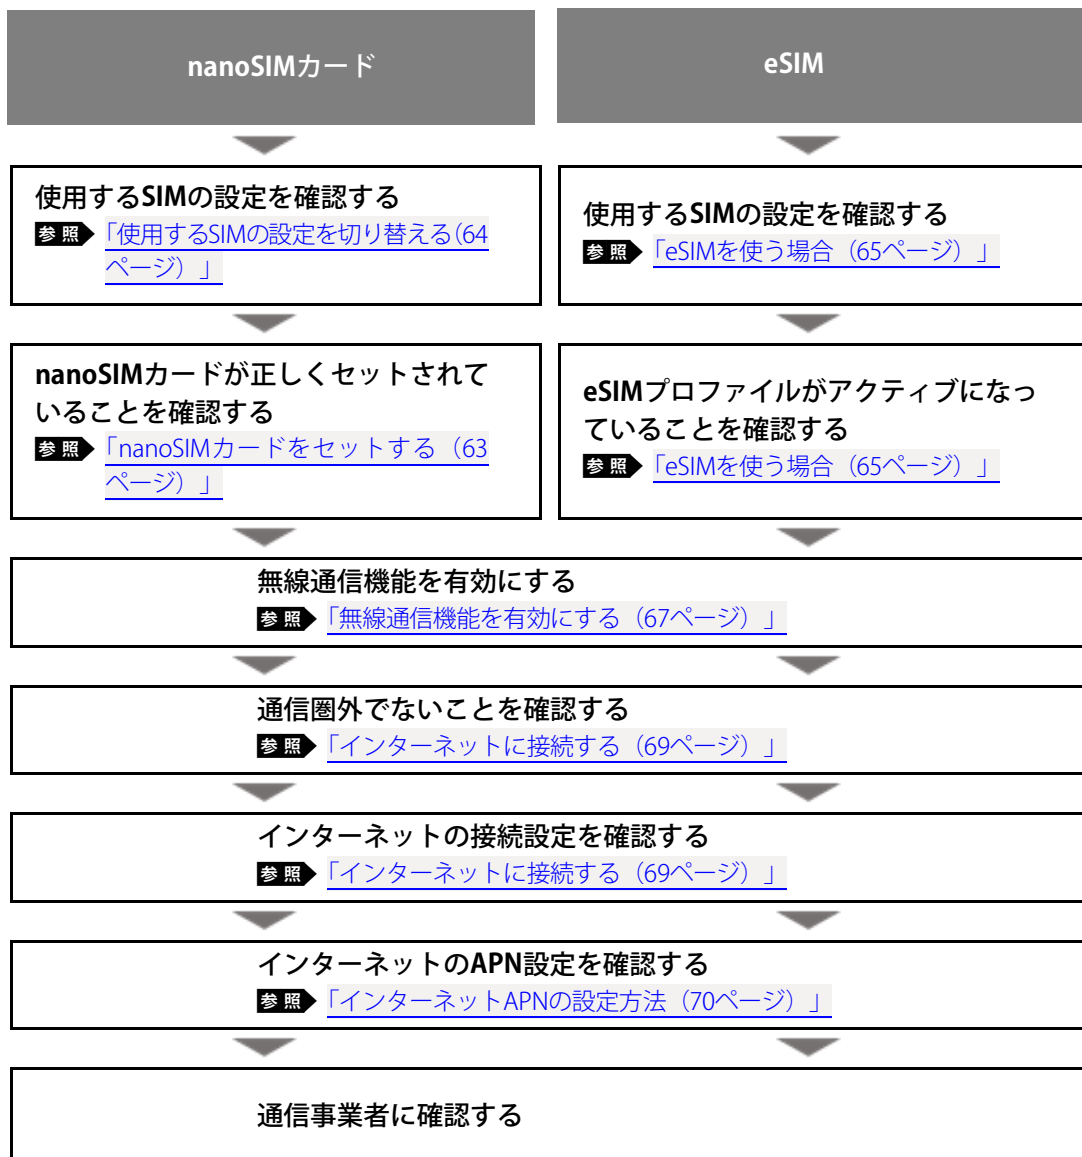 nanoSIMカード
eSIM
使用するSIMの設定を確認する
参照 「使用するSIMの設定を切り替える(64
ページ）」
使用するSIMの設定を確認する
参照 「eSIMを使う場合（65ページ）」
nanoSIMカードが正しくセットされて
いることを確認する
参照 「nanoSIMカードをセットする（63
ページ）」
eSIMプロファイルがアクティブになっ
ていることを確認する
参照 「eSIMを使う場合（65ページ）」
無線通信機能を有効にする
参照 「無線通信機能を有効にする（67ページ）」
通信圏外でないことを確認する
参照 「インターネットに接続する（69ページ）」
インターネットの接続設定を確認する
参照 「インターネットに接続する（69ページ）」
インターネットのAPN設定を確認する
参照 「インターネットAPNの設定方法（70ページ）」
通信事業者に確認する